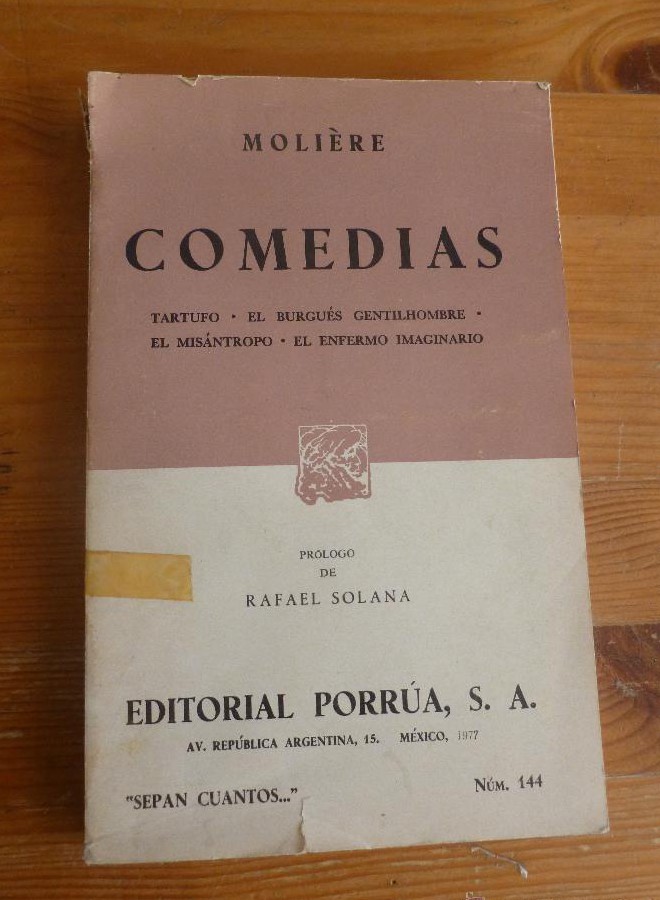 MOLIÈRE
COMEDIAS
TARTUFO • EL BURGUÉS GENTILHOMBRE •
EL MISÁNTROPO • EL ENFERMO IMAGINARIO
PRÓLOGO
DE
RAFAEL SOLANA
EDITORIAL PORRÚA, S. A.
AV. REPÚBLICA ARGENTINA, 15. MÉXICO, 1977
"SEPAN CUANTOS..."
NÚM. 144